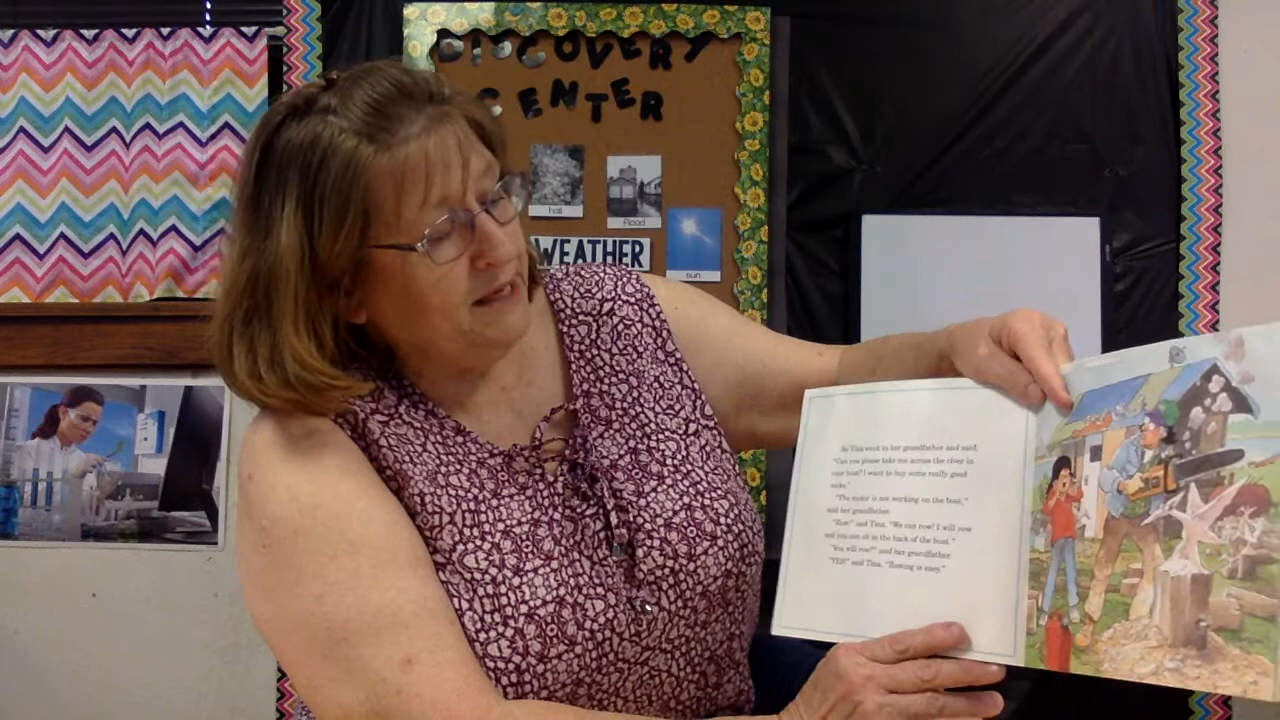 DISCOVERY
CENTER
hail
flood
WEATHER
sun
So Tina went to her grandfather and said,
"Can you please take me across the river in
your boat? I want to buy some really good
socks."
"The motor is not working on the boat,"
said her grandfather.
"Row!" said Tina, "We can row! I will row
and you can sit in the back of the boat."
"You will row?" said her grandfather.
"YES!" said Tina, "Rowing is easy."